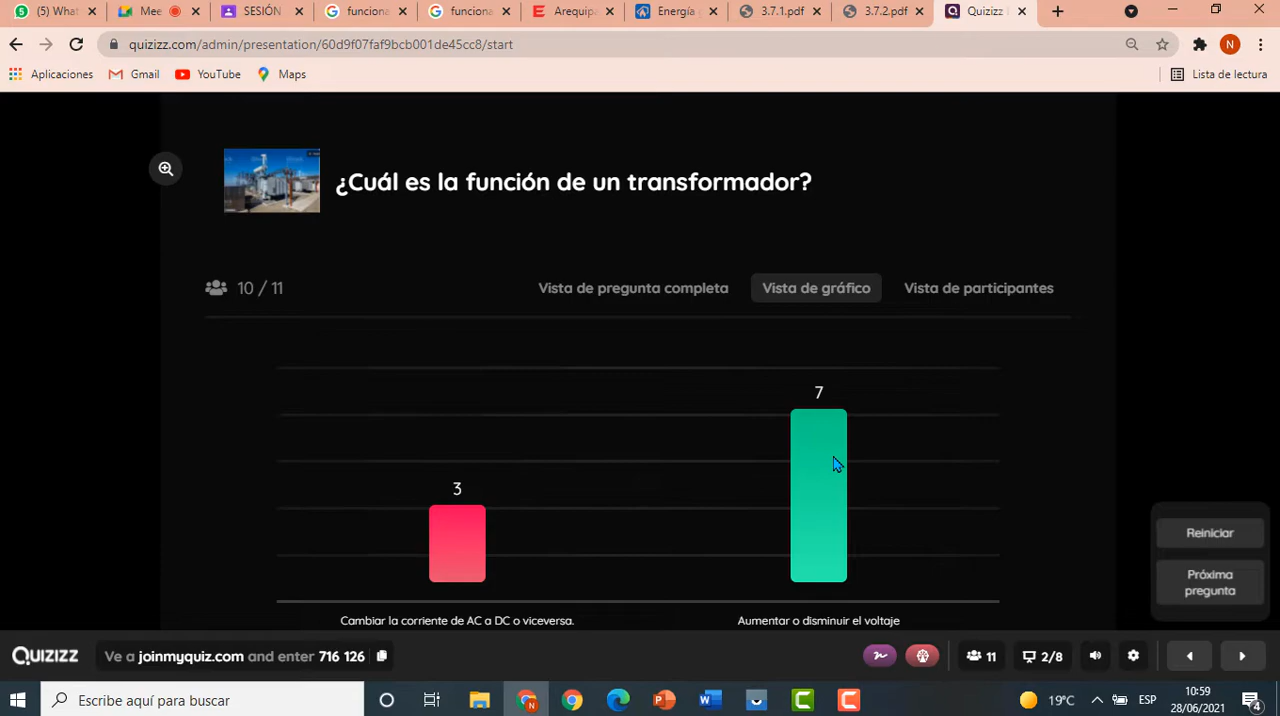 (5) What
Mee
SESIÓN
funciona
funciona
Arequipa
Energía
3.7.1.pdf
3.7.2.pdf
Quizizz
quizizz.com/admin/presentation/60d9f07faf9bcb001de45cc8/start
N
Aplicaciones
Gmail
YouTube
Maps
Lista de lectura
¿Cuál es la función de un transformador?
10 / 11
Vista de pregunta completa
Vista de gráfico
Vista de participantes
3
7
Cambiar la corriente de AC a DC o viceversa.
Aumentar o disminuir el voltaje
Reiniciar
Próxima
pregunta
Quizizz
Ve a joinmyquiz.com and enter 716 126
11
2/8
Escribe aquí para buscar
19°C
ESP
10:59
28/06/2021
4